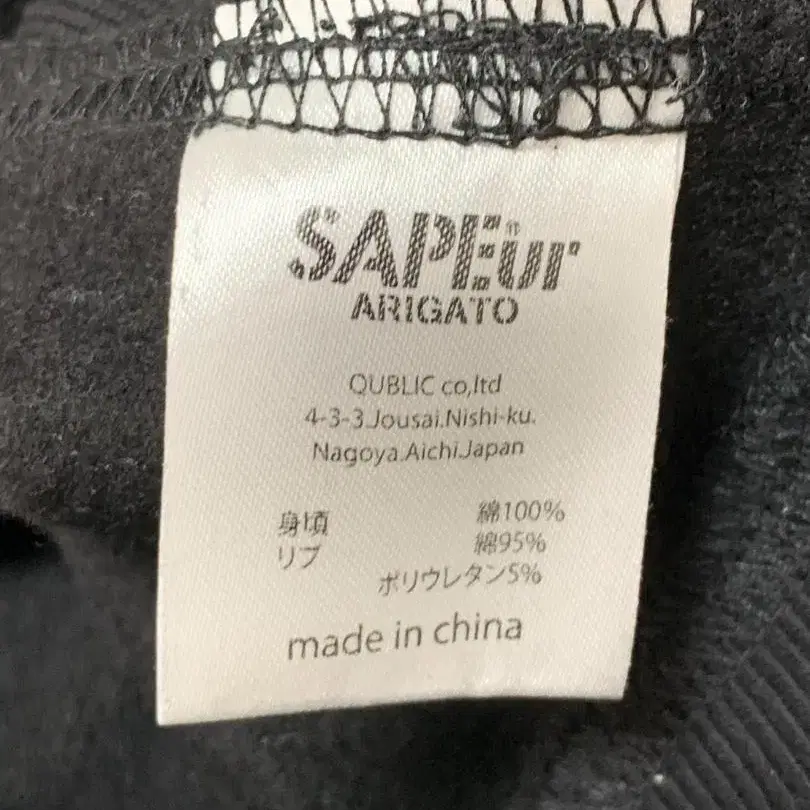 SAPEur®
ARIGATO
QUBLIC co,ltd
4-3-3.Jousai.Nishi-ku.
Nagoya.Aichi.Japan
身頃 綿100%
リブ 綿95%
ポリウレタン5%
made in china